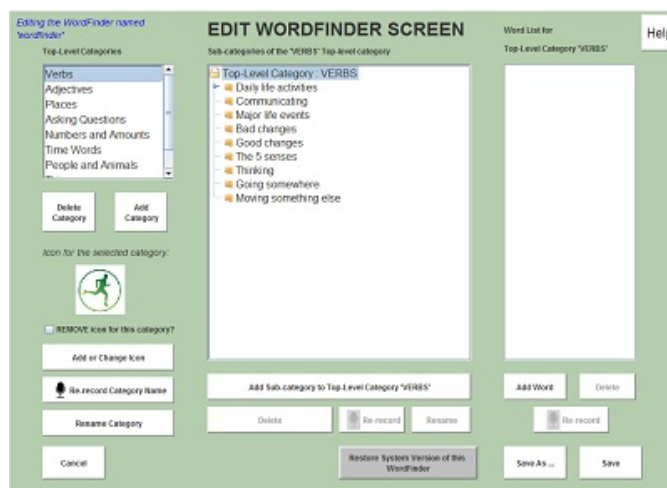 Editing the WordFinder named
'wordfinder'
Top-Level Categories
Verbs
Adjectives
Places
Asking Questions
Numbers and Amounts
Time Words
People and Animals
Delete
Category
Add
Category
Icon for the selected category:
REMOVE icon for this category?
Add or Change Icon
Re-record Category Name
Rename Category
Cancel
EDIT WORDFINDER SCREEN
Sub-categories of the 'VERBS' Top-level category
Top-Level Category : VERBS
Daily life activities
Communicating
Major life events
Bad changes
Good changes
The 5 senses
Thinking
Going somewhere
Moving something else
Add Sub-category to Top-Level Category 'VERBS'
Delete
Re-record
Rename
Restore System Version of this
WordFinder
Word List for
Top-Level Category 'VERBS'
Help
Add Word
Delete
Re-record
Save As ...
Save